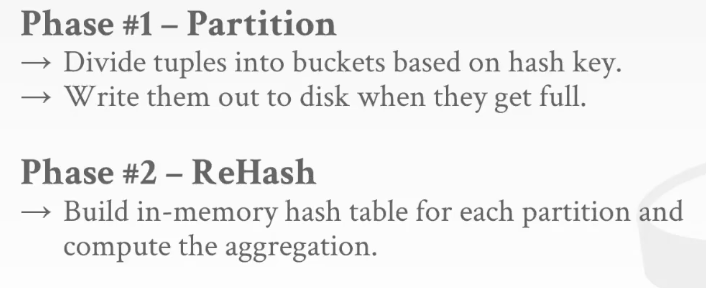 Phase #1 – Partition
→ Divide tuples into buckets based on hash key.
→ Write them out to disk when they get full.
Phase #2 – ReHash
→ Build in-memory hash table for each partition and
compute the aggregation.